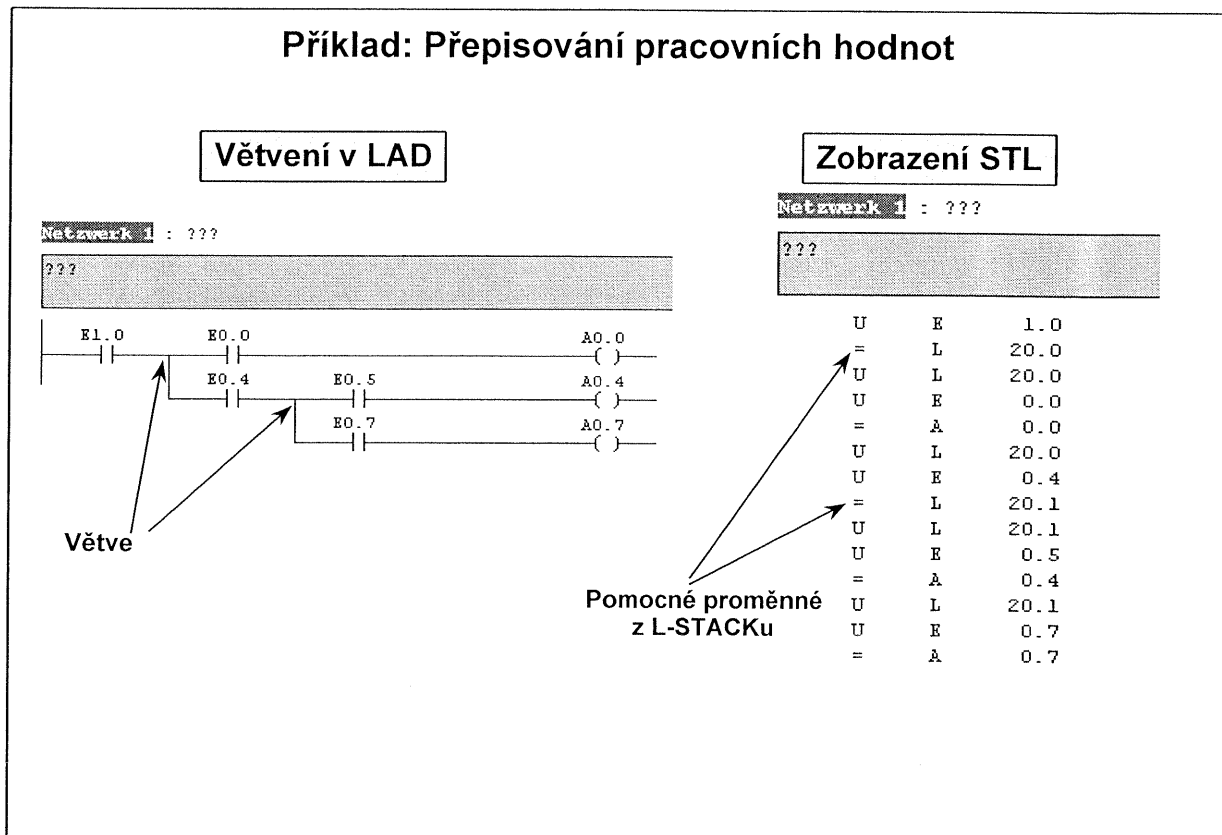 Příklad: Přepisování pracovních hodnot
Větvení v LAD
Netzwerk 1 : ???
???
E1.0 E0.0 A0.0
E0.4 E0.5 A0.4
E0.7 A0.7
Větve
Zobrazení STL
Netzwerk 1 : ???
???
U E 1.0
= L 20.0
U L 20.0
U E 0.0
= A 0.0
U L 20.0
U E 0.4
= L 20.1
U L 20.1
U E 0.5
= A 0.4
U L 20.1
U E 0.7
= A 0.7
Pomocné proměnné
z L-STACKu